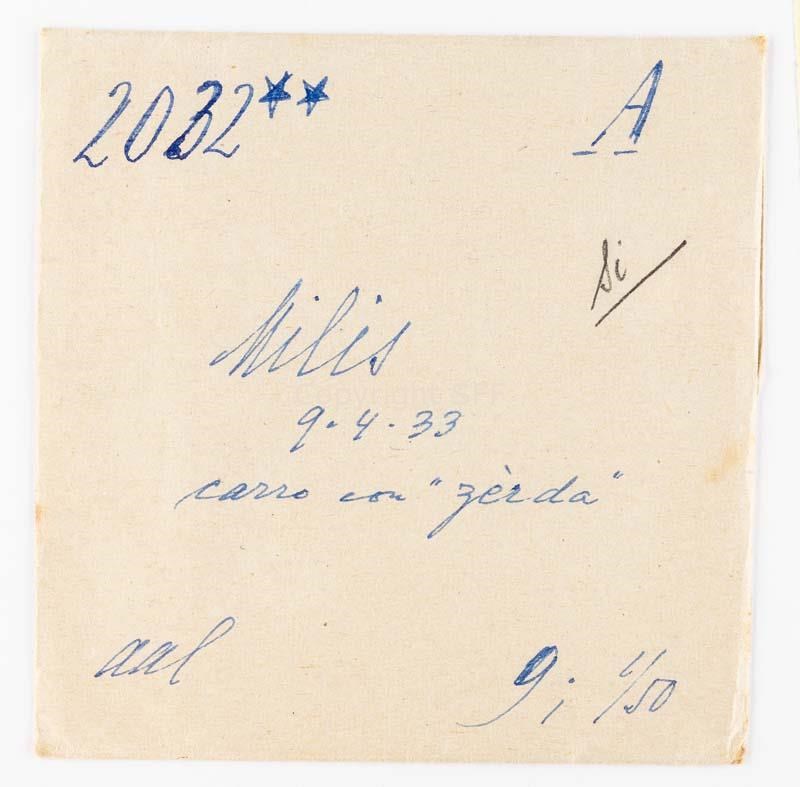 2032** A
si
Milis
9.4.33
carro con "zèrda"
aal 9; 1/50